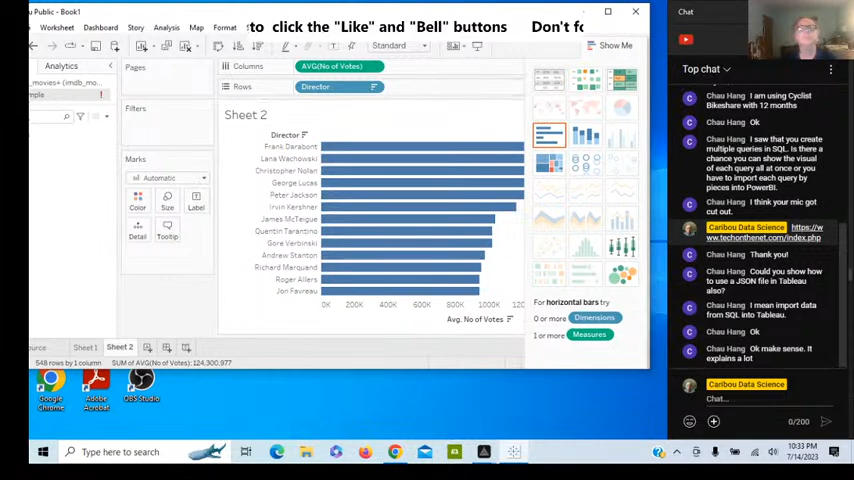 u Public - Book1
to click the "Like" and "Bell" buttons Don't fo
Worksheet Dashboard Story Analysis Map Format
Standard
Show Me
Analytics
_movies+ (imdb_mo...
mple
Pages
Filters
Marks
Automatic
Color
Size
Label
Detail
Tooltip
Columns
AVG(No of Votes)
Rows
Director
Sheet 2
Director
Frank Darabont
Lana Wachowski
Christopher Nolan
George Lucas
Peter Jackson
Irvin Kershner
James McTeigue
Quentin Tarantino
Gore Verbinski
Andrew Stanton
Richard Marquand
Roger Allers
Jon Favreau
0K 200K 400K 600K 800K 1000K 120
Avg. No of Votes
For horizontal bars try
0 or more Dimensions
1 or more Measures
ource Sheet 1 Sheet 2
548 rows by 1 column SUM of AVG(No of Votes): 124,300,977
Google
Chrome
Adobe
Acrobat
OBS Studio
Type here to search
10:33 PM
7/14/2023
Chat
Top chat
Chau Hang I am using Cyclist
Bikeshare with 12 months
Chau Hang Ok
Chau Hang I saw that you create
multiple queries in SQL. Is there a
chance you can show the visual
of each query all at once or you
have to import each query by
pieces into PowerBI.
Chau Hang I think your mic got
cut out.
Caribou Data Science https://w
ww.techonthenet.com/index.php
Chau Hang Thank you!
Chau Hang Could you show how
to use a JSON file in Tableau
also?
Chau Hang I mean import data
from SQL into Tableau.
Chau Hang Ok
Chau Hang Ok make sense. It
explains a lot
Caribou Data Science
Chat...
0/200